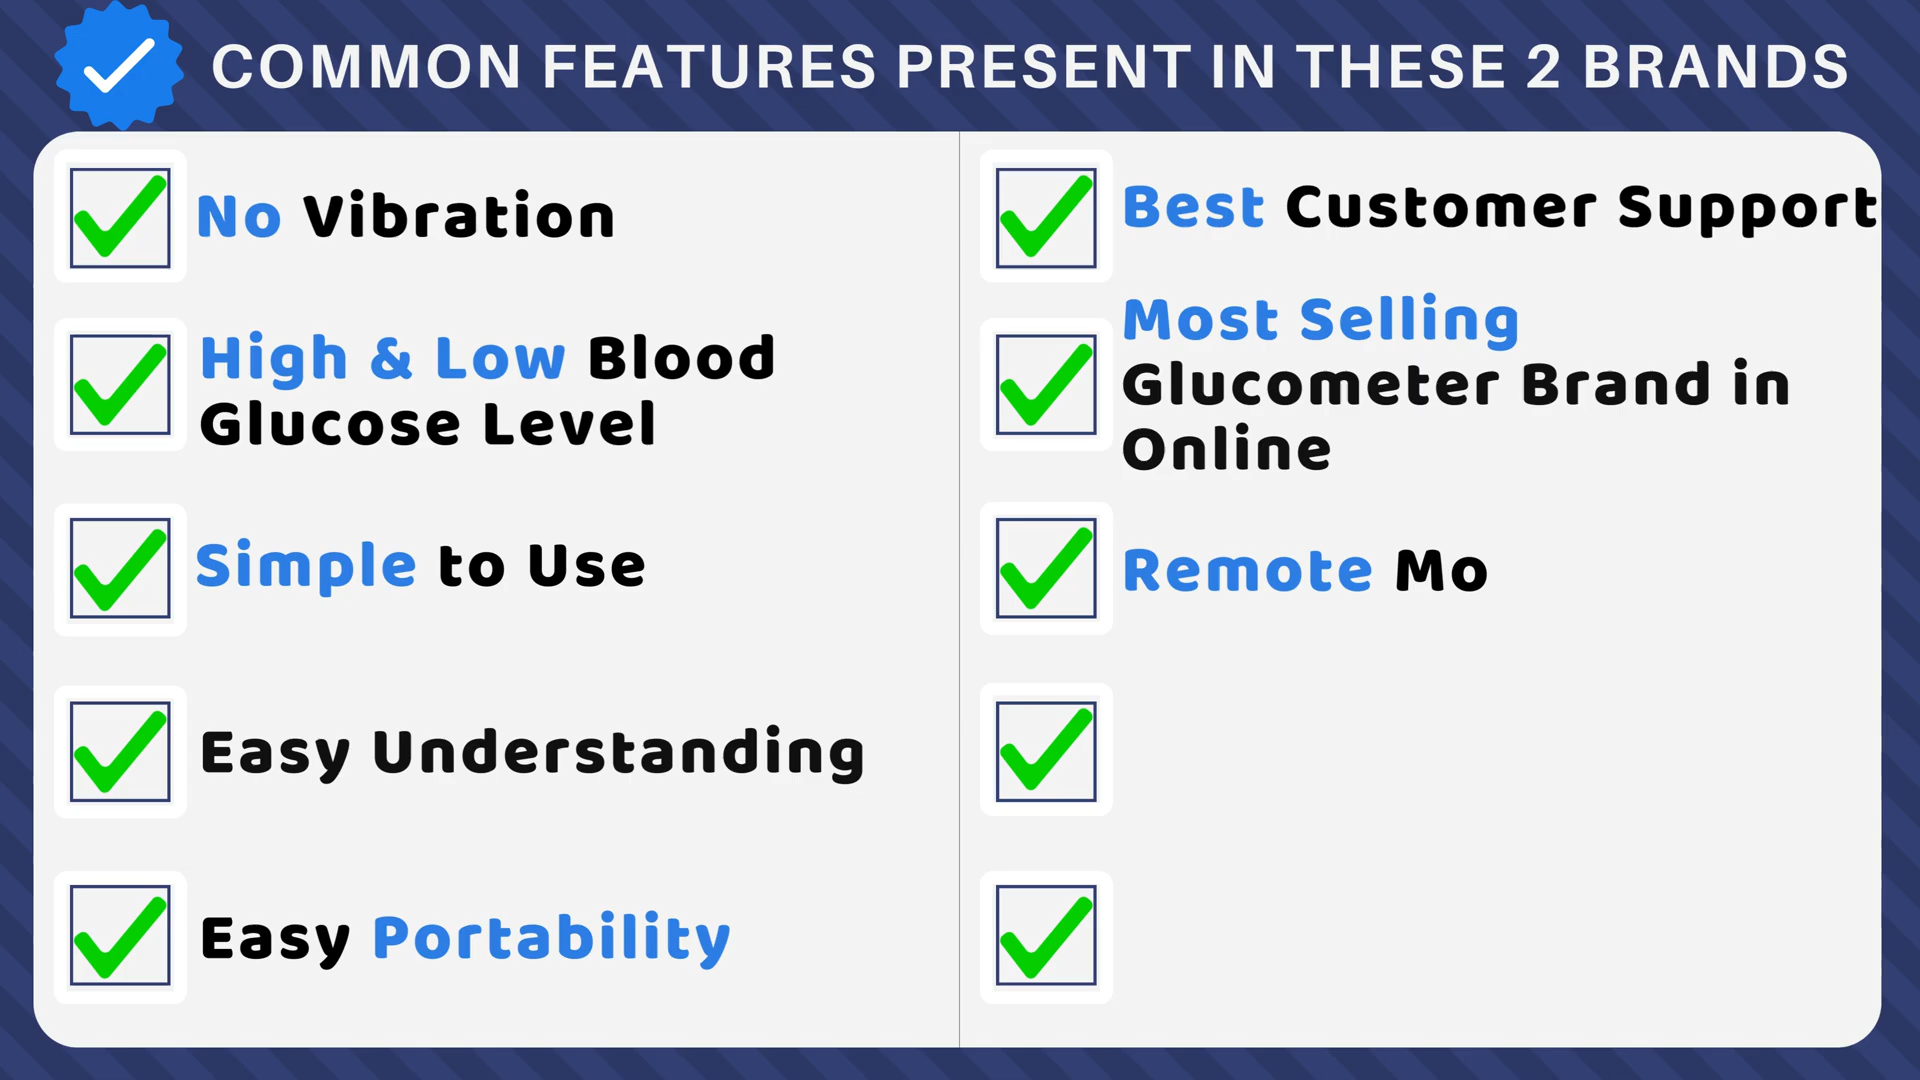 COMMON FEATURES PRESENT IN THESE 2 BRANDS
No Vibration
High & Low Blood
Glucose Level
Simple to Use
Easy Understanding
Easy Portability
Best Customer Support
Most Selling
Glucometer Brand in
Online
Remote Mo